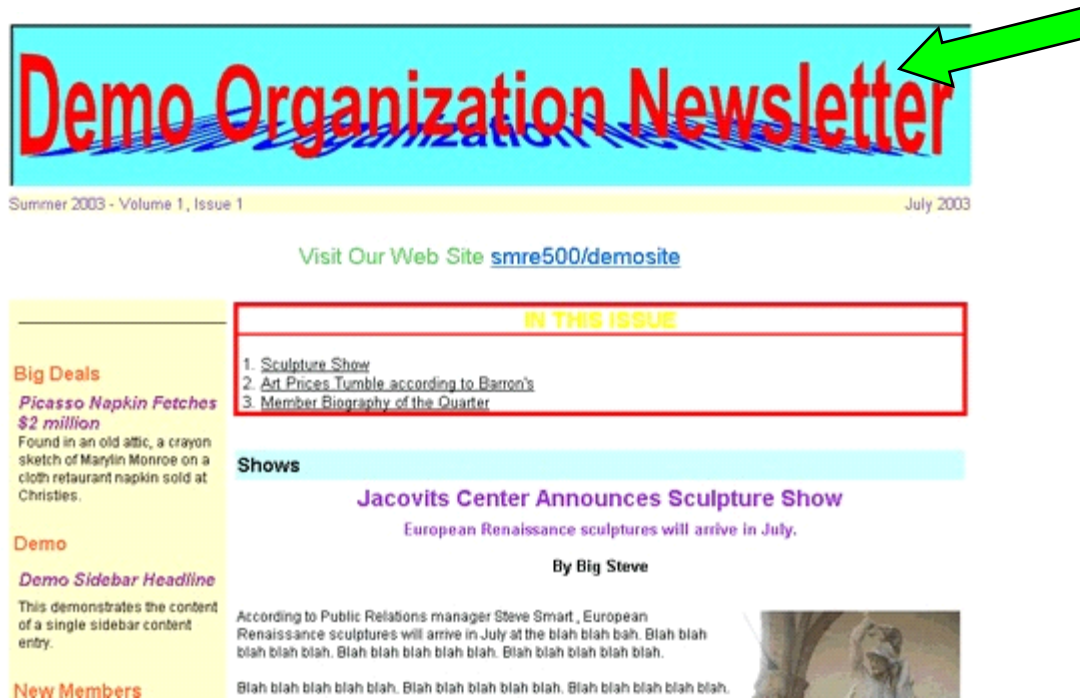 Demo Organization Newsletter
Summer 2003 - Volume 1, Issue 1
July 2003
Visit Our Web Site smre500/demosite
IN THIS ISSUE
1. Sculpture Show
2. Art Prices Tumble according to Barron's
3. Member Biography of the Quarter
Big Deals
Picasso Napkin Fetches
$2 million
Found in an old attic, a crayon
sketch of Marylin Monroe on a
cloth retaurant napkin sold at
Christies.
Demo
Demo Sidebar Headline
This demonstrates the content
of a single sidebar content
entry.
New Members
Shows
Jacovits Center Announces Sculpture Show
European Renaissance sculptures will arrive in July.
By Big Steve
According to Public Relations manager Steve Smart, European
Renaissance sculptures will arrive in July at the blah blah bah. Blah blah
blah blah blah. Blah blah blah blah blah. Blah blah blah blah blah.
Blah blah blah blah blah. Blah blah blah blah blah. Blah blah blah blah blah.